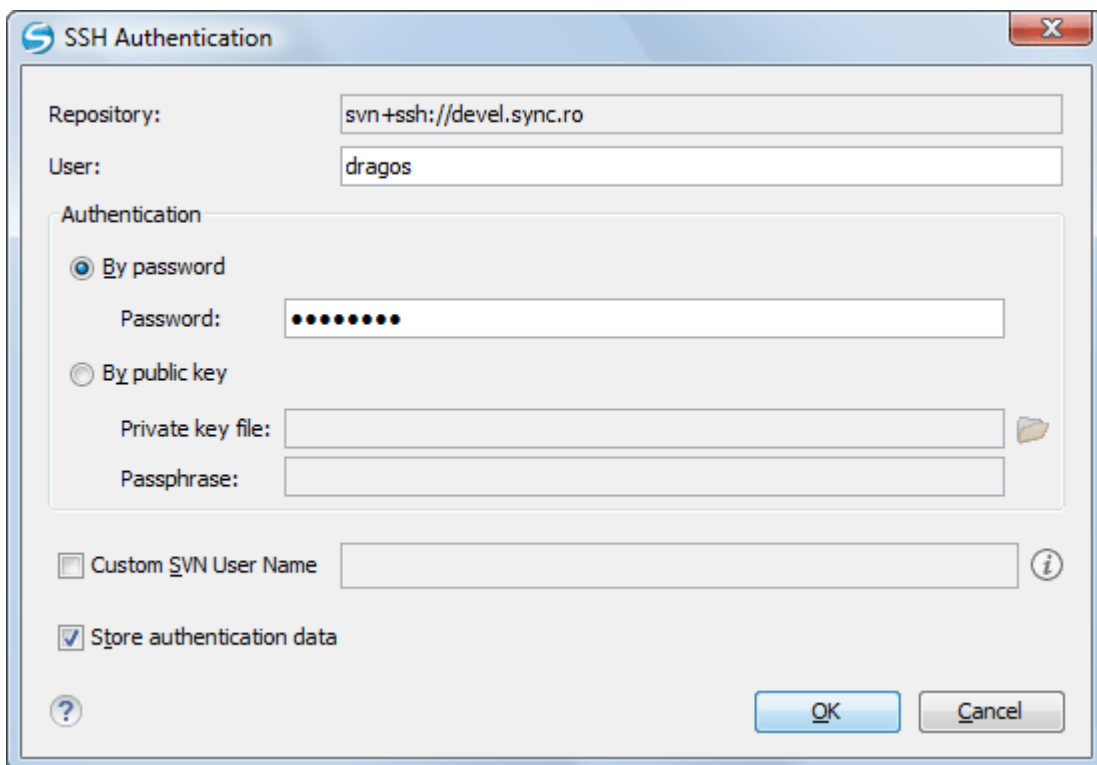 SSH Authentication
Repository: svn+ssh://devel.sync.ro
User: dragos
Authentication
By password
Password: ••••••••
By public key
Private key file:
Passphrase:
Custom SVN User Name
Store authentication data
OK Cancel